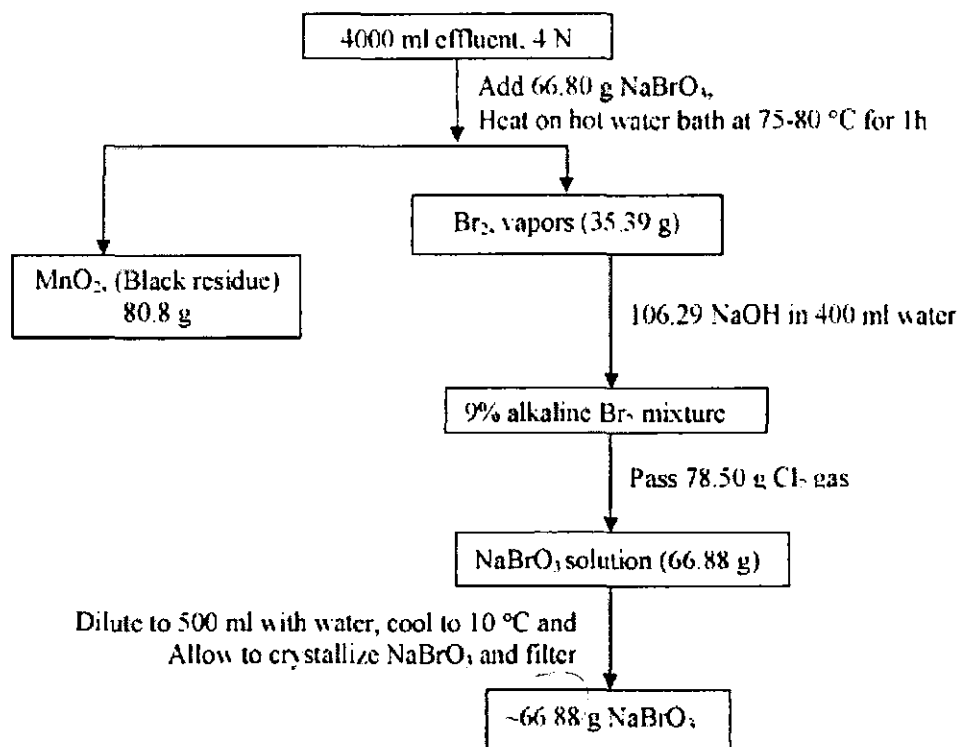 4000 ml effluent, 4 N
Add 66.80 g NaBrO₃,
Heat on hot water bath at 75-80 °C for 1h
Br₂, vapors (35.39 g)
MnO₂, (Black residue)
80.8 g
106.29 NaOH in 400 ml water
9% alkaline Br₂ mixture
Pass 78.50 g Cl₂ gas
NaBrO₃ solution (66.88 g)
Dilute to 500 ml with water, cool to 10 °C and
Allow to crystallize NaBrO₃ and filter
~66.88 g NaBrO₃